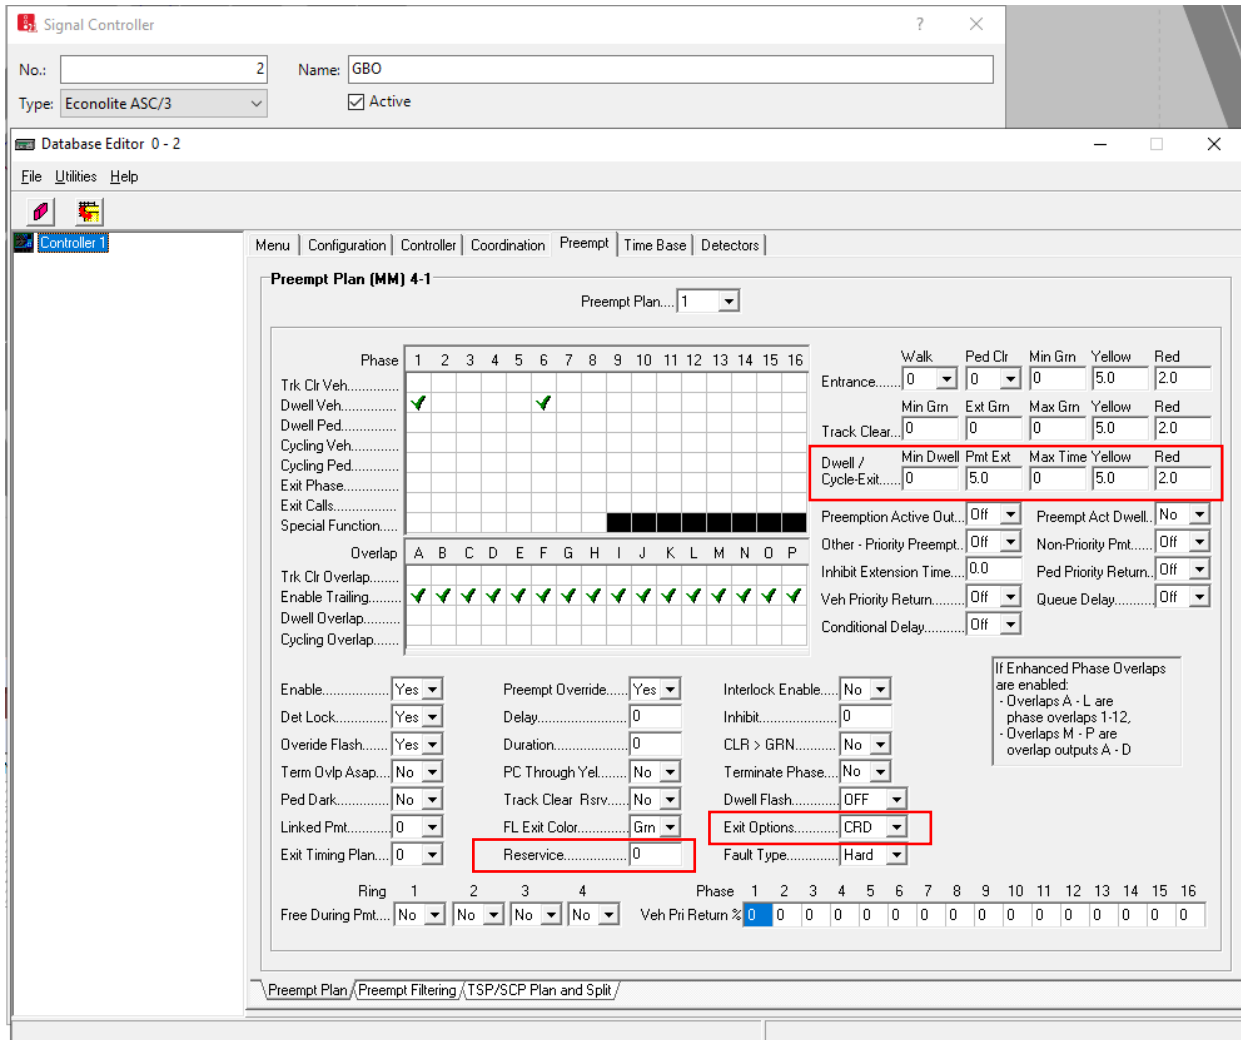 Signal Controller ? ×
No.: 2 Name: GBO
Type: Econolite ASC/3 Active
Database Editor 0 - 2
File Utilities Help
Controller 1
Menu Configuration Controller Coordination Preempt Time Base Detectors
Preempt Plan (MM) 4-1
Preempt Plan.... 1
Phase 1 2 3 4 5 6 7 8 9 10 11 12 13 14 15 16
Trk Clr Veh.............
Dwell Veh...............
Dwell Ped...............
Cycling Veh.............
Cycling Ped.............
Exit Phase..............
Exit Calls..............
Special Function.....
Overlap A B C D E F G H I J K L M N O P
Trk Clr Overlap........
Enable Trailing.........
Dwell Overlap..........
Cycling Overlap.......
Walk Ped Clr Min Grn Yellow Red
Entrance....... 0 0 0 5.0 2.0
Min Grn Ext Grn Max Grn Yellow Red
Track Clear... 0 0 0 5.0 2.0
Dwell / Min Dwell Pmt Ext Max Time Yellow Red
Cycle-Exit..... 0 5.0 0 5.0 2.0
Preemption Active Out... Off Preempt Act Dwell.. No
Other - Priority Preempt.. Off Non-Priority Pmt...... Off
Inhibit Extension Time.... 0.0 Ped Priority Return.. Off
Veh Priority Return......... Off Queue Delay.......... Off
Conditional Delay........... Off
If Enhanced Phase Overlaps
are enabled:
- Overlaps A - L are
phase overlaps 1-12,
- Overlaps M - P are
overlap outputs A - D
Enable................ Yes Preempt Override..... Yes Interlock Enable.... No
Det Lock............ Yes Delay..................... 0 Inhibit................... 0
Overide Flash...... Yes Duration................. 0 CLR > GRN.......... No
Term Ovlp Asap... No PC Through Yel....... No Terminate Phase.... No
Ped Dark............ No Track Clear Rsrv..... No Dwell Flash........... OFF
Linked Pmt.......... 0 FL Exit Color............ Grn Exit Options.......... CRD
Exit Timing Plan... 0 Reservice............... 0 Fault Type............ Hard
Ring 1 2 3 4 Phase 1 2 3 4 5 6 7 8 9 10 11 12 13 14 15 16
Free During Pmt.... No No No No Veh Pri Return % 0 0 0 0 0 0 0 0 0 0 0 0 0 0 0 0
Preempt Plan Preempt Filtering TSP/SCP Plan and Split